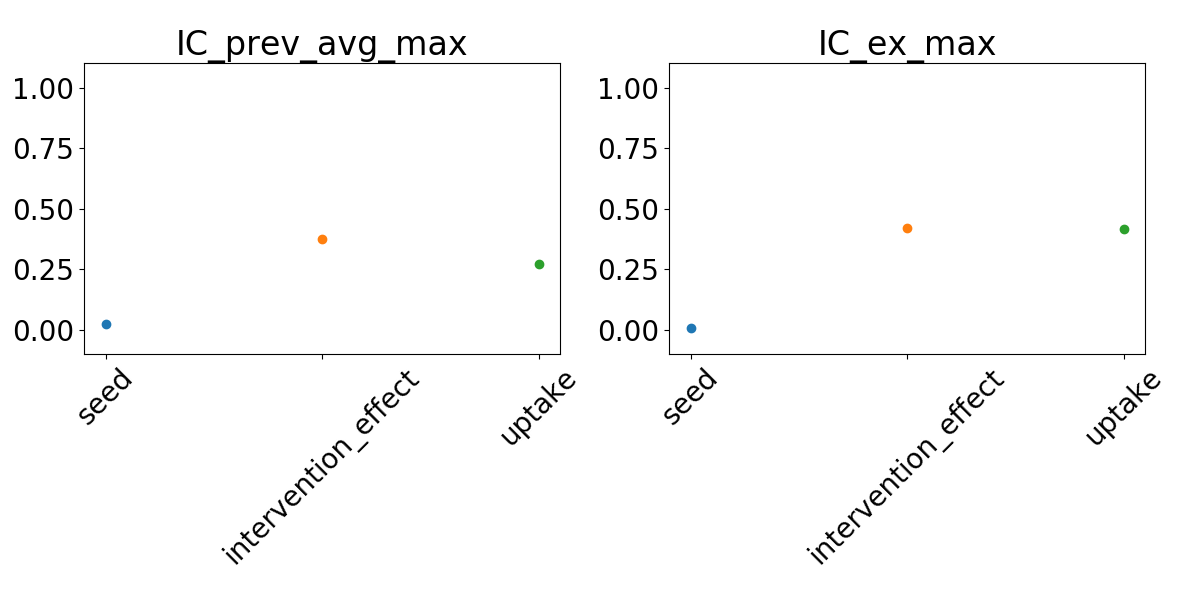 IC_prev_avg_max
1.00
0.75
0.50
0.25
0.00
seed
intervention_effect
uptake
IC_ex_max
1.00
0.75
0.50
0.25
0.00
seed
intervention_effect
uptake